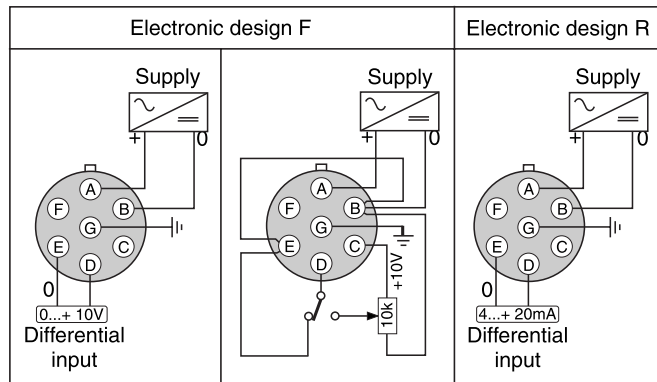 Electronic design F
Electronic design R
Supply
+
0
A
F
B
G
E
C
D
0
0...+ 10V
Differential
input
Supply
+
0
A
F
B
G
E
C
D
+10V
10k
Supply
+
0
A
F
B
G
E
C
D
0
4...+ 20mA
Differential
input